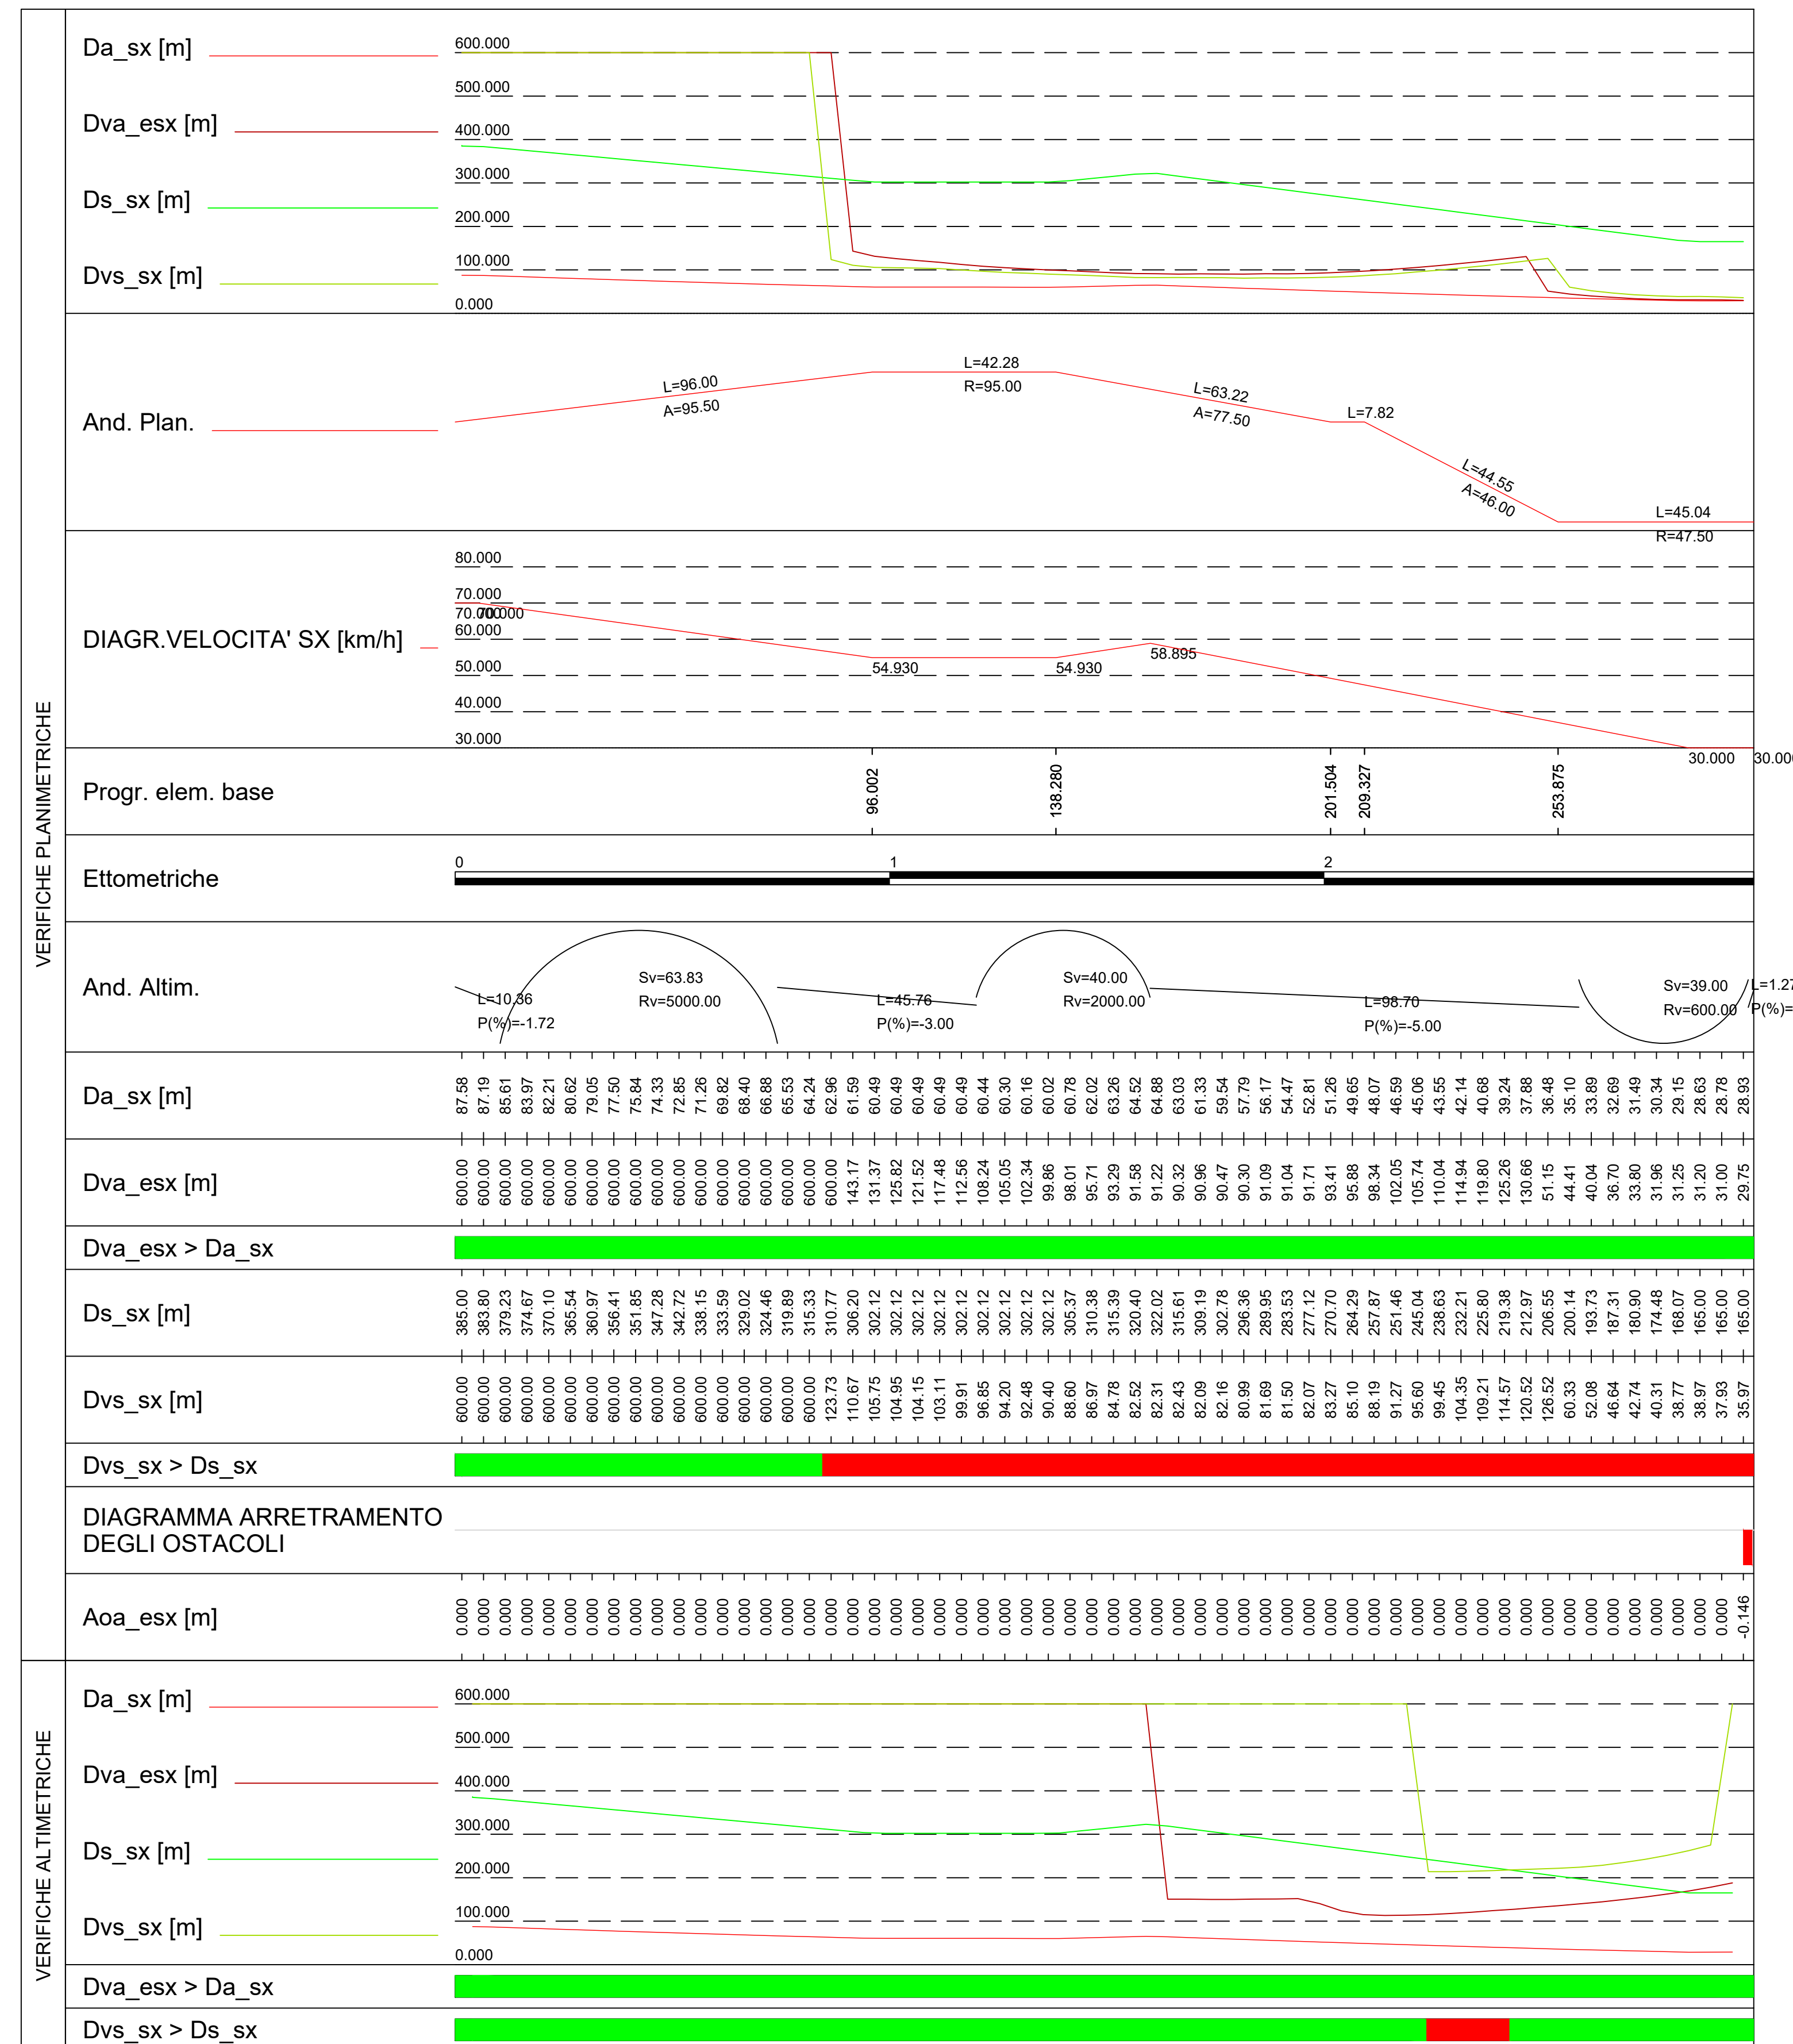 VERIFICHE PLANIMETRICHE
Da_sx [m]
Dva_esx [m]
Ds_sx [m]
Dvs_sx [m]
600.000
500.000
400.000
300.000
200.000
100.000
0.000
And. Plan.
L=96.00
A=95.50
L=42.28
R=95.00
L=63.22
A=77.50
L=7.82
L=44.55
A=46.00
L=45.04
R=47.50
DIAGR.VELOCITA' SX [km/h]
80.000
70.000
70.000 70.000
60.000
50.000
40.000
30.000
54.930
54.930
58.895
30.000
30.000
Progr. elem. base
96.002
138.280
201.504
209.327
253.875
Ettometriche
0 1 2
And. Altim.
L=10.36
P(%)=-1.72
Sv=63.83
Rv=5000.00
L=45.76
P(%)=-3.00
Sv=40.00
Rv=2000.00
L=98.70
P(%)=-5.00
Sv=39.00
Rv=600.00
L=1.27
P(%)=
Da_sx [m]
87.58 87.19 85.61 83.97 82.21 80.62 79.05 77.50 75.84 74.33 72.85 71.26 69.82 68.40 66.88 65.53 64.24 62.96 61.59 60.49 60.49 60.49 60.49 60.49 60.44 60.30 60.16 60.02 60.78 62.02 63.26 64.52 64.88 63.03 61.33 59.54 57.79 56.17 54.47 52.81 51.26 49.65 48.07 46.59 45.06 43.55 42.14 40.68 39.24 37.88 36.48 35.10 33.89 32.69 31.49 30.34 29.15 28.63 28.78 28.93
Dva_esx [m]
600.00 600.00 600.00 600.00 600.00 600.00 600.00 600.00 600.00 600.00 600.00 600.00 600.00 600.00 600.00 600.00 600.00 600.00 143.17 131.37 125.82 121.52 117.48 112.56 108.24 105.05 102.34 99.86 98.01 95.71 93.29 91.58 91.22 90.32 90.96 90.47 90.30 91.09 91.04 91.71 93.41 95.88 98.34 102.05 105.74 110.04 114.94 119.80 125.26 130.66 51.15 44.41 40.04 36.70 33.80 31.96 31.25 31.20 31.00 29.75
Dva_esx > Da_sx
Ds_sx [m]
385.00 383.80 379.23 374.67 370.10 365.54 360.97 356.41 351.85 347.28 342.72 338.15 333.59 329.02 324.46 319.89 315.33 310.77 306.20 302.12 302.12 302.12 302.12 302.12 302.12 302.12 302.12 302.12 305.37 310.38 315.39 320.40 322.02 315.61 309.19 302.78 296.36 289.95 283.53 277.12 270.70 264.29 257.87 251.46 245.04 238.63 232.21 225.80 219.38 212.97 206.55 200.14 193.73 187.31 180.90 174.48 168.07 165.00 165.00 165.00
Dvs_sx [m]
600.00 600.00 600.00 600.00 600.00 600.00 600.00 600.00 600.00 600.00 600.00 600.00 600.00 600.00 600.00 600.00 600.00 123.73 110.67 105.75 104.95 104.15 103.11 99.91 96.85 94.20 92.48 90.40 88.60 86.97 84.78 82.52 82.31 82.43 82.09 82.16 80.99 81.69 81.50 82.07 83.27 85.10 88.19 91.27 95.60 99.45 104.35 109.21 114.57 120.52 126.52 60.33 52.08 46.64 42.74 40.31 38.77 38.97 37.93 35.97
Dvs_sx > Ds_sx
DIAGRAMMA ARRETRAMENTO
DEGLI OSTACOLI
Aoa_esx [m]
0.000 0.000 0.000 0.000 0.000 0.000 0.000 0.000 0.000 0.000 0.000 0.000 0.000 0.000 0.000 0.000 0.000 0.000 0.000 0.000 0.000 0.000 0.000 0.000 0.000 0.000 0.000 0.000 0.000 0.000 0.000 0.000 0.000 0.000 0.000 0.000 0.000 0.000 0.000 0.000 0.000 0.000 0.000 0.000 0.000 0.000 0.000 0.000 0.000 0.000 0.000 0.000 0.000 0.000 0.000 0.000 0.000 0.000 0.000 -0.146
VERIFICHE ALTIMETRICHE
Da_sx [m]
Dva_esx [m]
Ds_sx [m]
Dvs_sx [m]
600.000
500.000
400.000
300.000
200.000
100.000
0.000
Dva_esx > Da_sx
Dvs_sx > Ds_sx